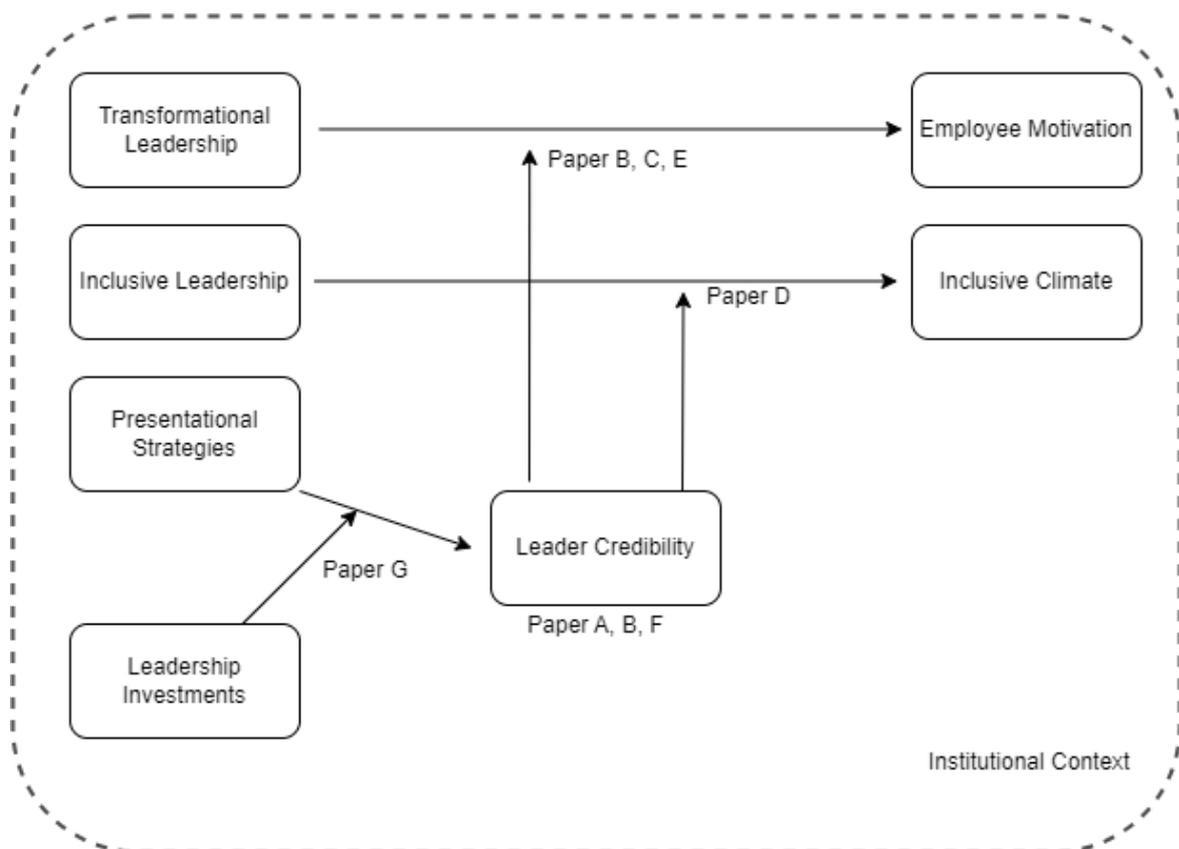 Transformational
Leadership
Employee Motivation
Paper B, C, E
Inclusive Leadership
Inclusive Climate
Paper D
Presentational
Strategies
Leader Credibility
Paper G
Paper A, B, F
Leadership
Investments
Institutional Context